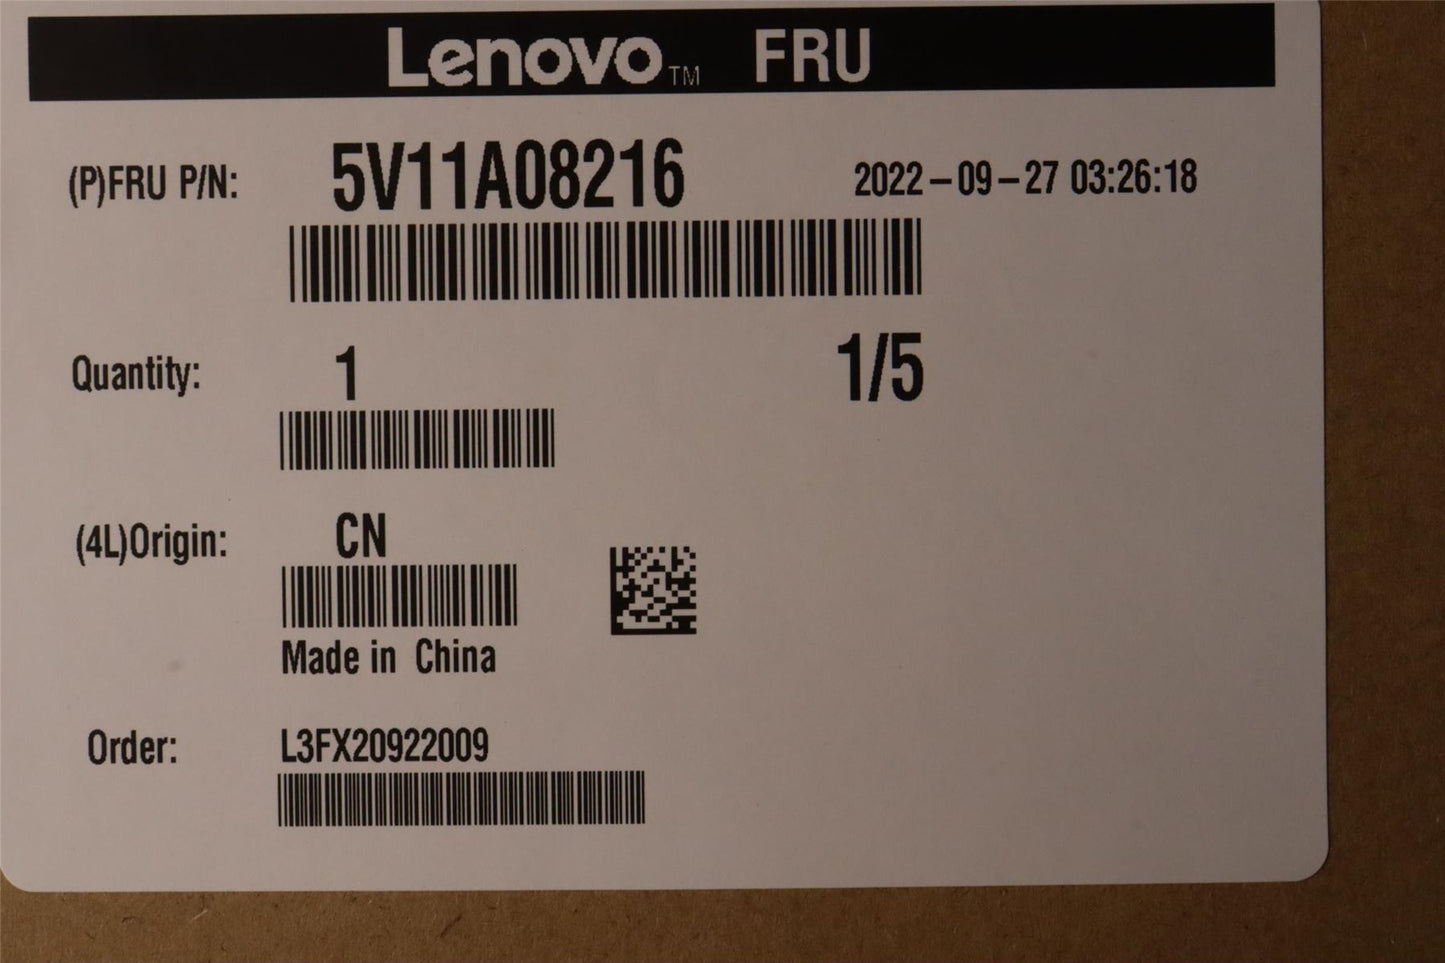 Lenovo™ FRU
(P)FRU P/N: 5V11A08216 2022-09-27 03:26:18
Quantity: 1 1/5
(4L)Origin: CN
Made in China
Order: L3FX20922009